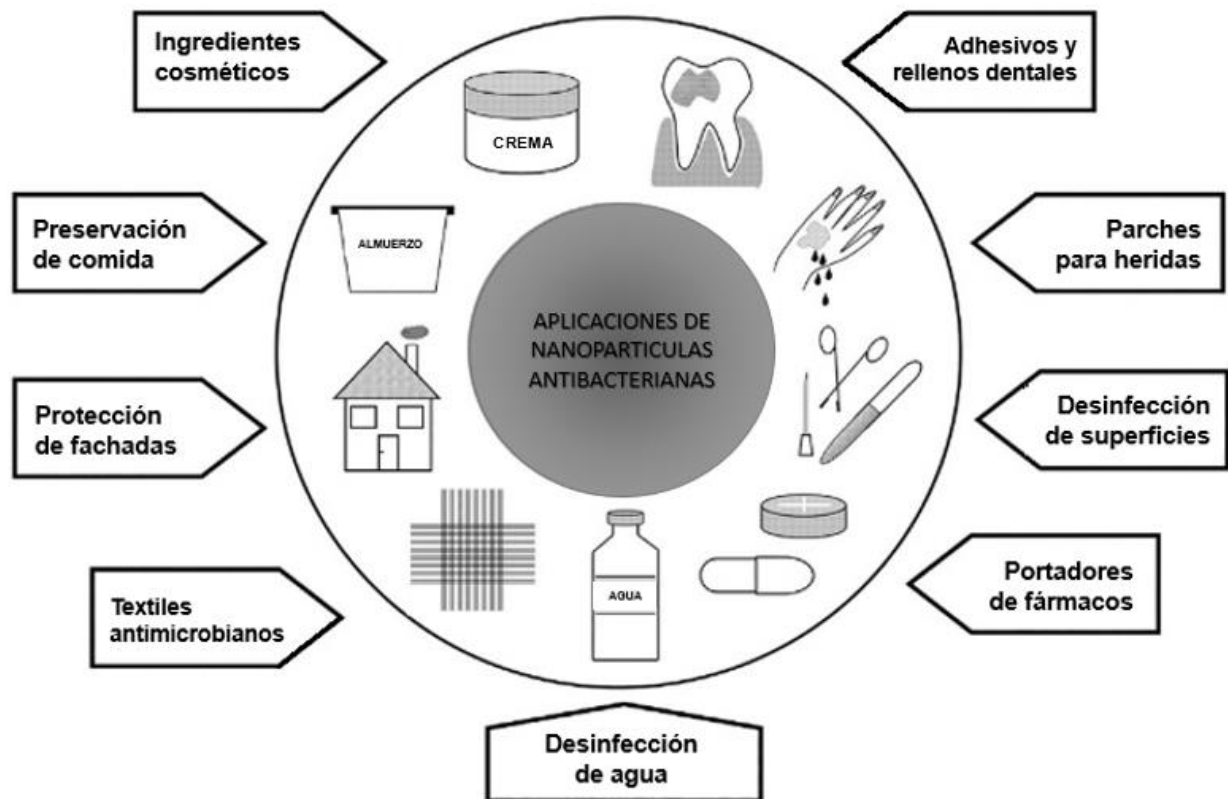 Ingredientes
cosméticos
Adhesivos y
rellenos dentales
CREMA
Preservación
de comida
ALMUERZO
Parches
para heridas
APLICACIONES DE
NANOPARTICULAS
ANTIBACTERIANAS
Protección
de fachadas
Desinfección
de superficies
Textiles
antimicrobianos
AGUA
Portadores
de fármacos
Desinfección
de agua